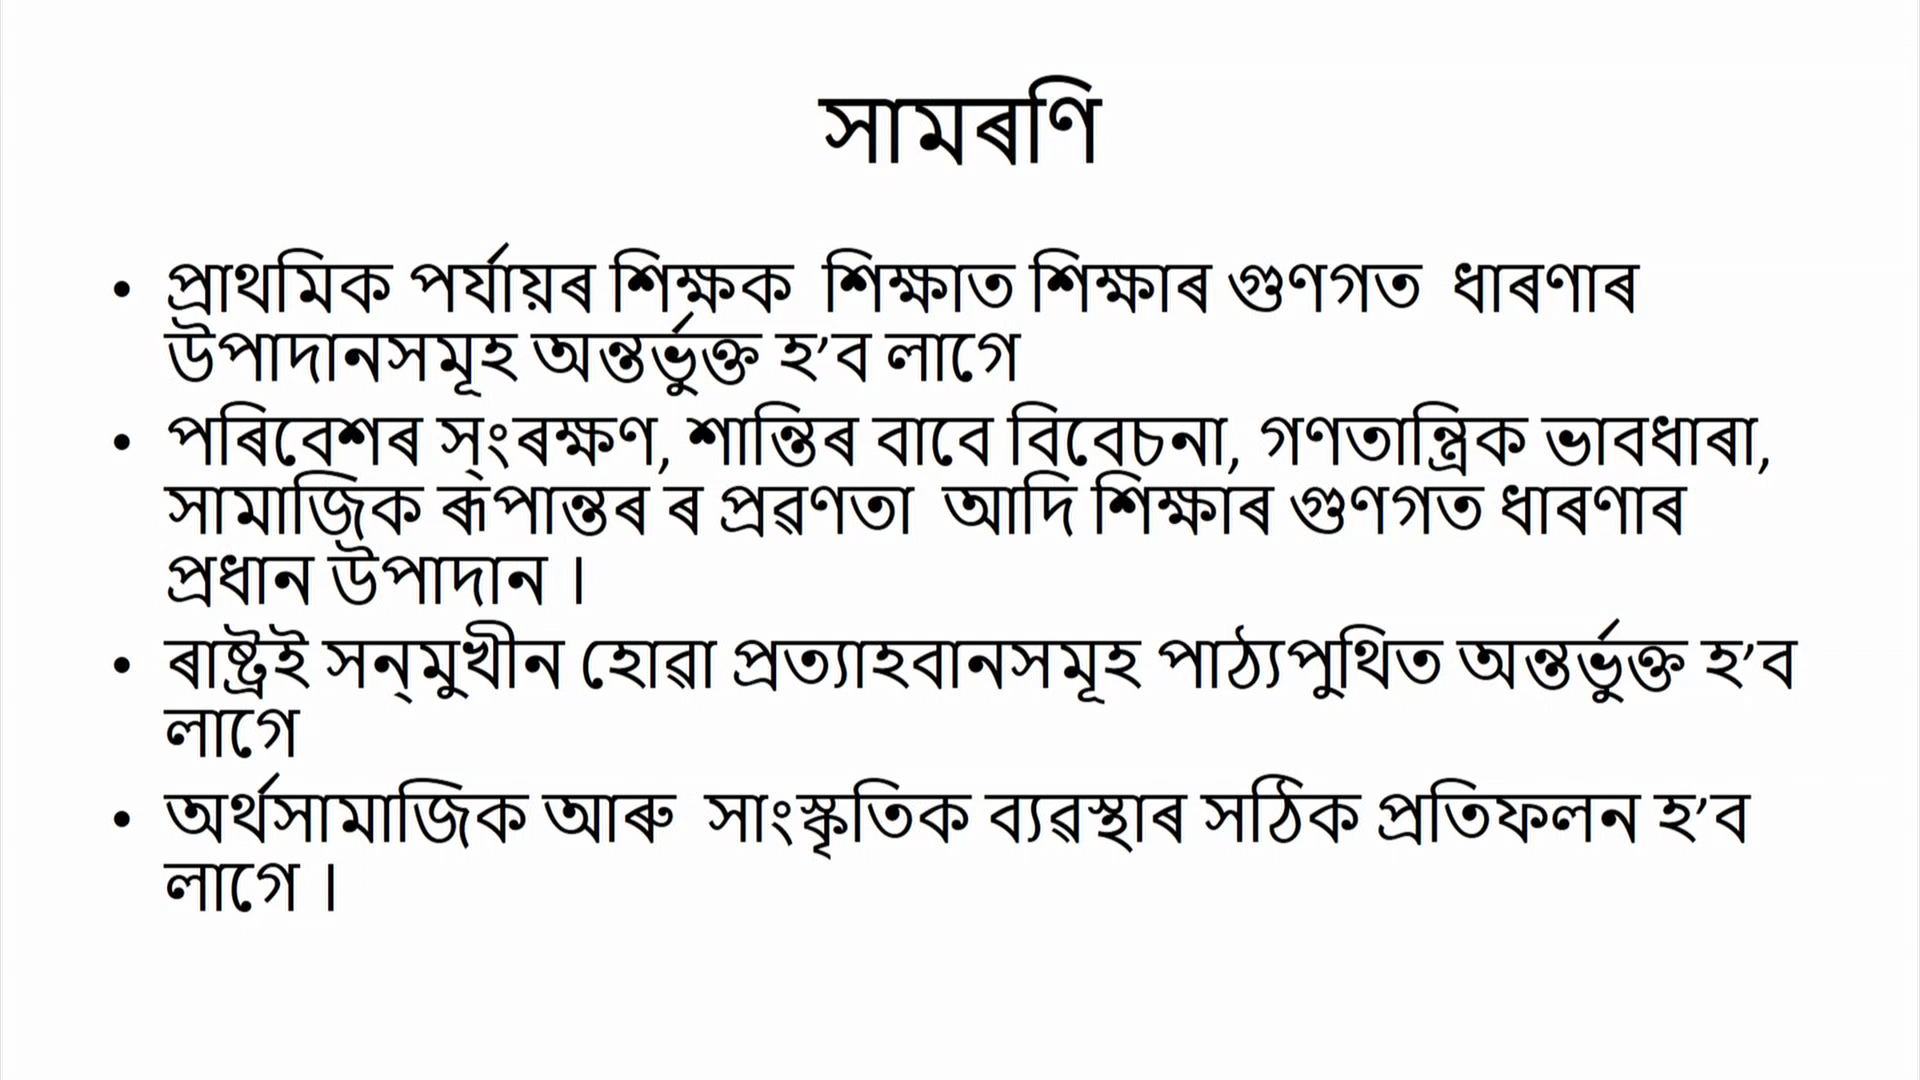 সামৰণি
• প্ৰাথমিক পৰ্যায়ৰ শিক্ষক শিক্ষাত শিক্ষাৰ গুণগত ধাৰণাৰ
উপাদানসমূহ অন্তৰ্ভুক্ত হ’ব লাগে
• পৰিবেশৰ স্ংৰক্ষণ, শান্তিৰ বাবে বিবেচনা, গণতান্ত্ৰিক ভাবধাৰা,
সামাজিক ৰূপান্তৰ ৰ প্ৰৱণতা আদি শিক্ষাৰ গুণগত ধাৰণাৰ
প্ৰধান উপাদান ।
• ৰাষ্ট্ৰই সন্মুখীন হোৱা প্ৰত্যাহবানসমূহ পাঠ্যপুথিত অন্তৰ্ভুক্ত হ’ব
লাগে
• অৰ্থসামাজিক আৰু সাংস্কৃতিক ব্যৱস্থাৰ সঠিক প্ৰতিফলন হ’ব
লাগে ।